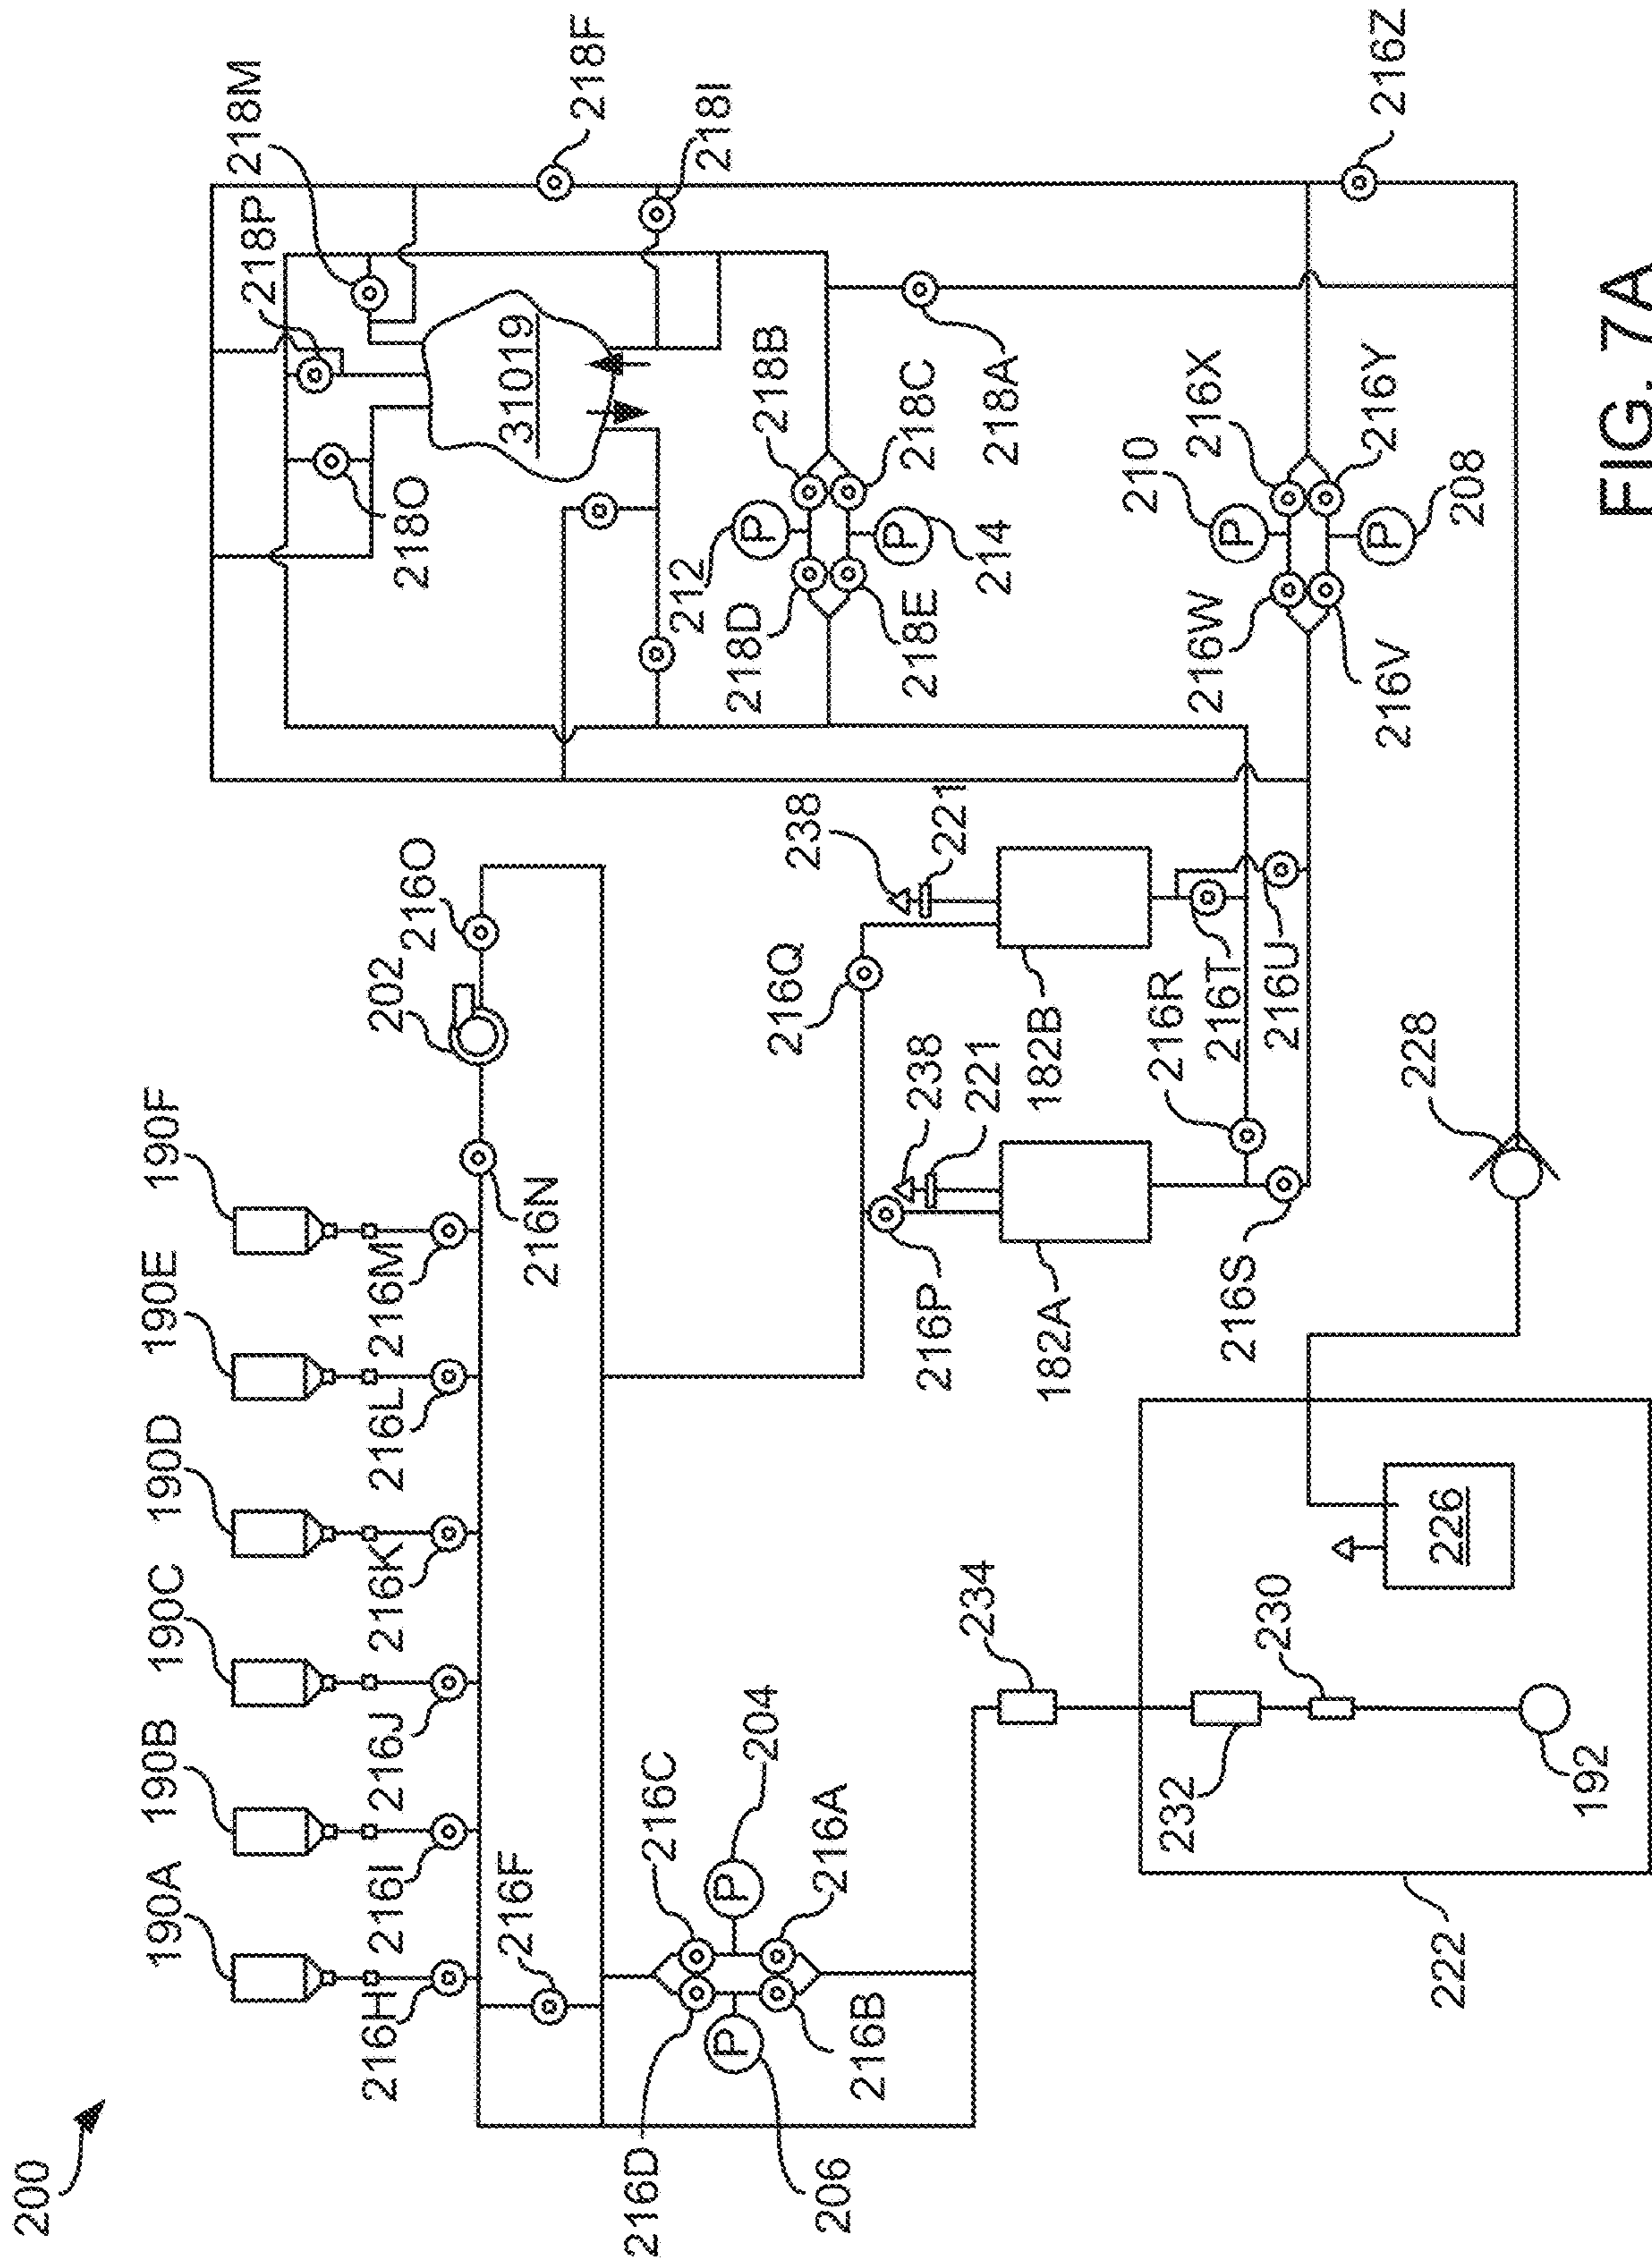 200
190A
190B
190C
190D
190E
190F
216H
216I
216J
216K
216L
216M
216N
202
216O
216F
216D
216C
206
P
P
204
216B
216A
234
232
230
192
226
222
228
216P
238
221
182A
216S
216R
216Q
238
221
182B
216T
216U
218O
218P
218M
218F
218I
31019
212
P
218D
218B
218E
P
214
218C
218A
210
P
216W
216X
216V
P
208
216Y
216Z
FIG. 7A